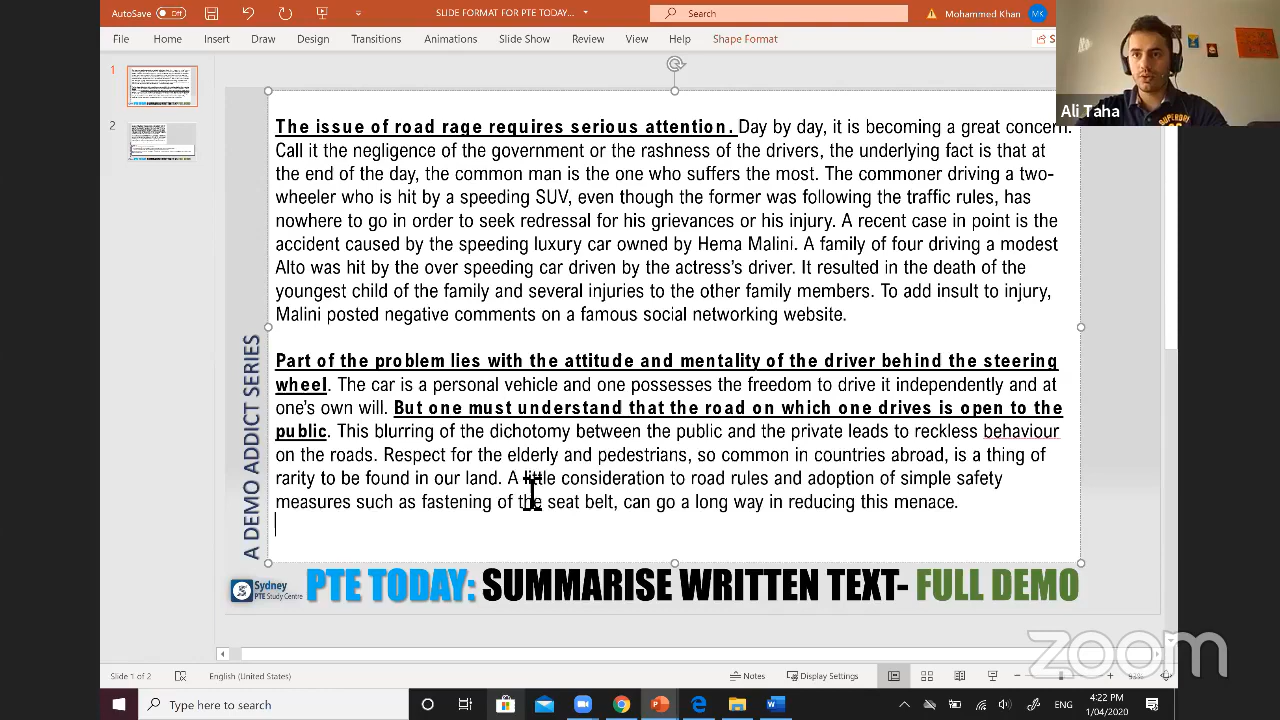 AutoSave Off
SLIDE FORMAT FOR PTE TODAY...
Search
Mohammed Khan
MK
File Home Insert Draw Design Transitions Animations Slide Show Review View Help Shape Format
Ali Taha
1
2
The issue of road rage requires serious attention. Day by day, it is becoming a great concern.
Call it the negligence of the government or the rashness of the drivers, the underlying fact is that at
the end of the day, the common man is the one who suffers the most. The commoner driving a two-
wheeler who is hit by a speeding SUV, even though the former was following the traffic rules, has
nowhere to go in order to seek redressal for his grievances or his injury. A recent case in point is the
accident caused by the speeding luxury car owned by Hema Malini. A family of four driving a modest
Alto was hit by the over speeding car driven by the actress's driver. It resulted in the death of the
youngest child of the family and several injuries to the other family members. To add insult to injury,
Malini posted negative comments on a famous social networking website.
Part of the problem lies with the attitude and mentality of the driver behind the steering
wheel. The car is a personal vehicle and one possesses the freedom to drive it independently and at
one's own will. But one must understand that the road on which one drives is open to the
public. This blurring of the dichotomy between the public and the private leads to reckless behaviour
on the roads. Respect for the elderly and pedestrians, so common in countries abroad, is a thing of
rarity to be found in our land. A little consideration to road rules and adoption of simple safety
measures such as fastening of the seat belt, can go a long way in reducing this menace.
A DEMO ADDICT SERIES
Sydney
PTE Study Centre
PTE TODAY: SUMMARISE WRITTEN TEXT- FULL DEMO
zoom
Slide 1 of 2 English (United States) Notes Display Settings
Type here to search
ENG
4:22 PM
1/04/2020